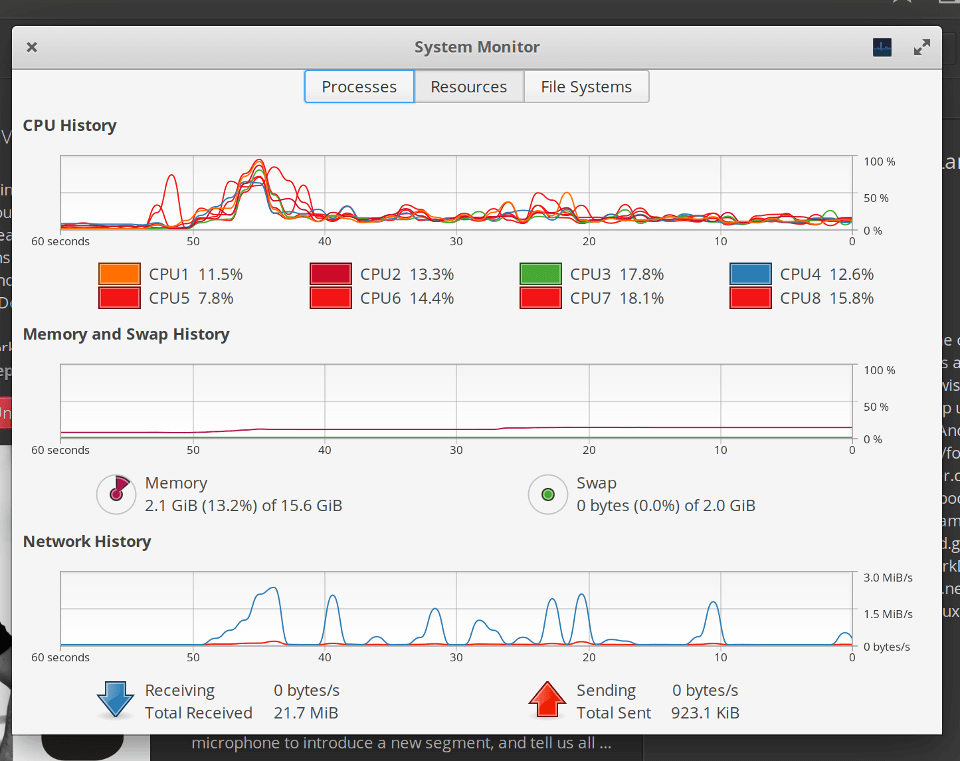 System Monitor
Processes Resources File Systems
CPU History
100 %
50 %
0 %
60 seconds 50 40 30 20 10 0
CPU1 11.5% CPU2 13.3% CPU3 17.8% CPU4 12.6%
CPU5 7.8% CPU6 14.4% CPU7 18.1% CPU8 15.8%
Memory and Swap History
100 %
50 %
0 %
60 seconds 50 40 30 20 10 0
Memory Swap
2.1 GiB (13.2%) of 15.6 GiB 0 bytes (0.0%) of 2.0 GiB
Network History
3.0 MiB/s
1.5 MiB/s
0 bytes/s
60 seconds 50 40 30 20 10 0
Receiving 0 bytes/s Sending 0 bytes/s
Total Received 21.7 MiB Total Sent 923.1 KiB
microphone to introduce a new segment, and tell us all ...